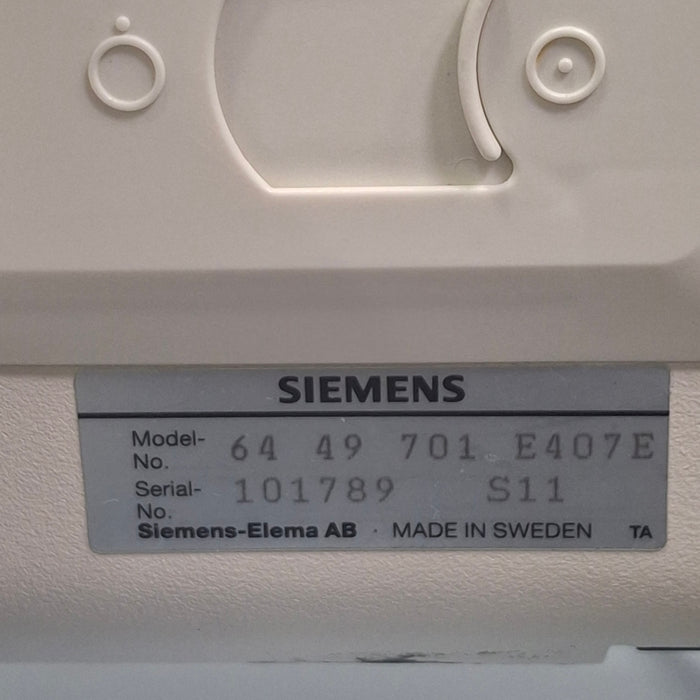 SIEMENS
Model- No. 64 49 701 E407E
Serial- No. 101789 S11
Siemens-Elema AB · MADE IN SWEDEN TA